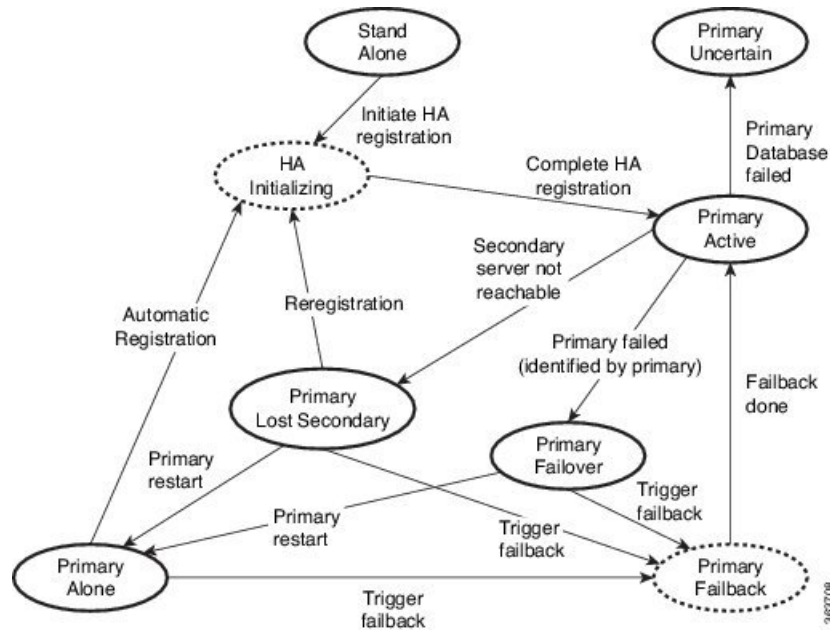 Stand
Alone
Primary
Uncertain
Initiate HA
registration
Primary
Database
failed
HA
Initializing
Complete HA
registration
Primary
Active
Secondary
server not
reachable
Automatic
Registration
Reregistration
Primary failed
(identified by primary)
Failback
done
Primary
Lost Secondary
Primary
Failover
Primary
restart
Primary
restart
Trigger
failback
Trigger
failback
Primary
Alone
Primary
Failback
Trigger
failback